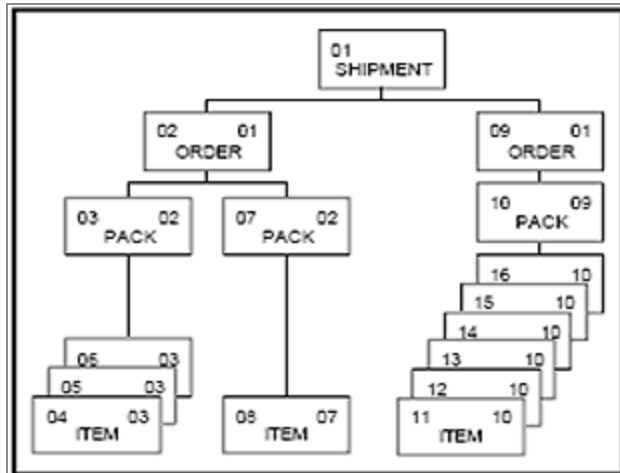 01
SHIPMENT
02 01
ORDER
09 01
ORDER
03 02
PACK
07 02
PACK
10 09
PACK
16 10
15 10
14 10
13 10
12 10
11 10
ITEM
06 03
05 03
04 03
ITEM
08 07
ITEM